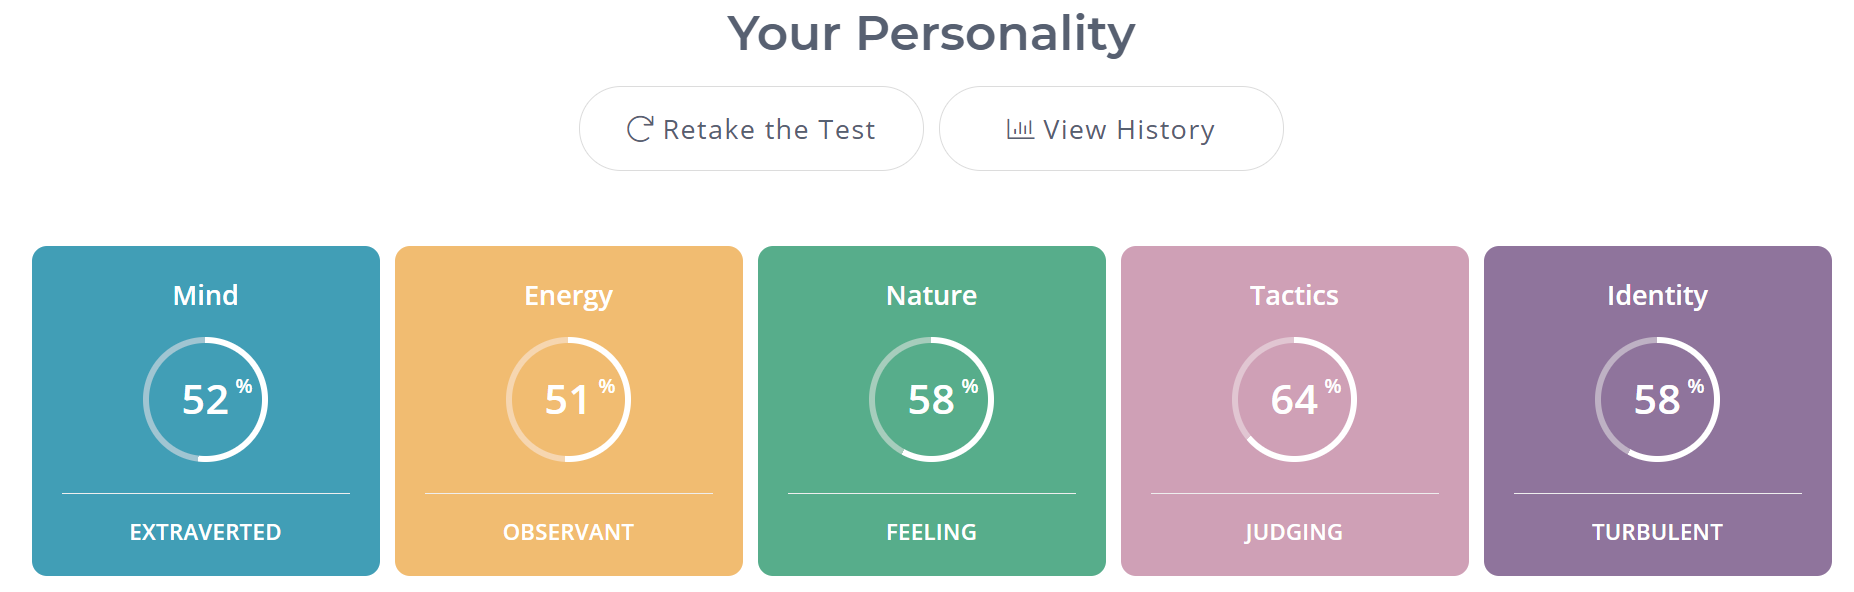 Your Personality
Retake the Test
View History
Mind
52 %
EXTRAVERTED
Energy
51 %
OBSERVANT
Nature
58 %
FEELING
Tactics
64 %
JUDGING
Identity
58 %
TURBULENT